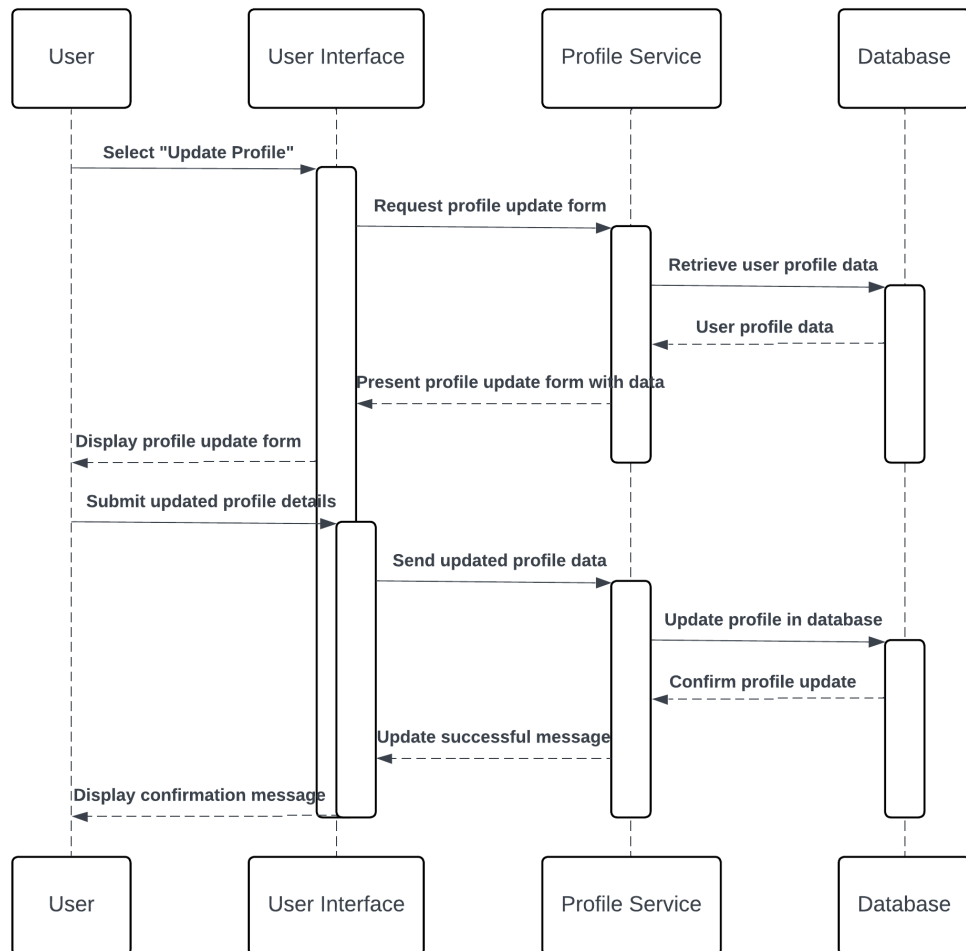 User
User Interface
Profile Service
Database
Select "Update Profile"
Request profile update form
Retrieve user profile data
User profile data
Present profile update form with data
Display profile update form
Submit updated profile details
Send updated profile data
Update profile in database
Confirm profile update
Update successful message
Display confirmation message
User
User Interface
Profile Service
Database